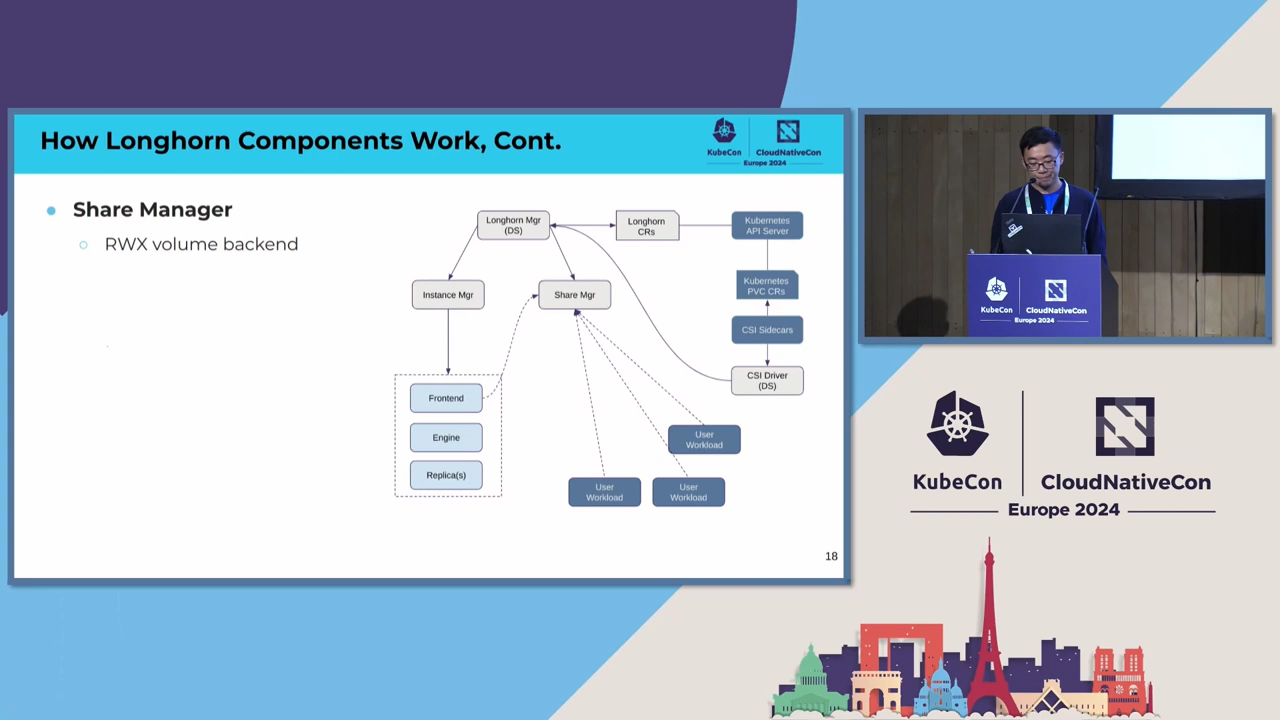 How Longhorn Components Work, Cont.
KubeCon
CloudNativeCon
Europe 2024
Share Manager
RWX volume backend
Longhorn Mgr
(DS)
Longhorn
CRs
Kubernetes
API Server
Instance Mgr
Share Mgr
Kubernetes
PVC CRs
CSI Sidecars
CSI Driver
(DS)
Frontend
Engine
Replica(s)
User
Workload
User
Workload
User
Workload
18
KubeCon
CloudNativeCon
Europe 2024
KubeCon
CloudNativeCon
Europe 2024